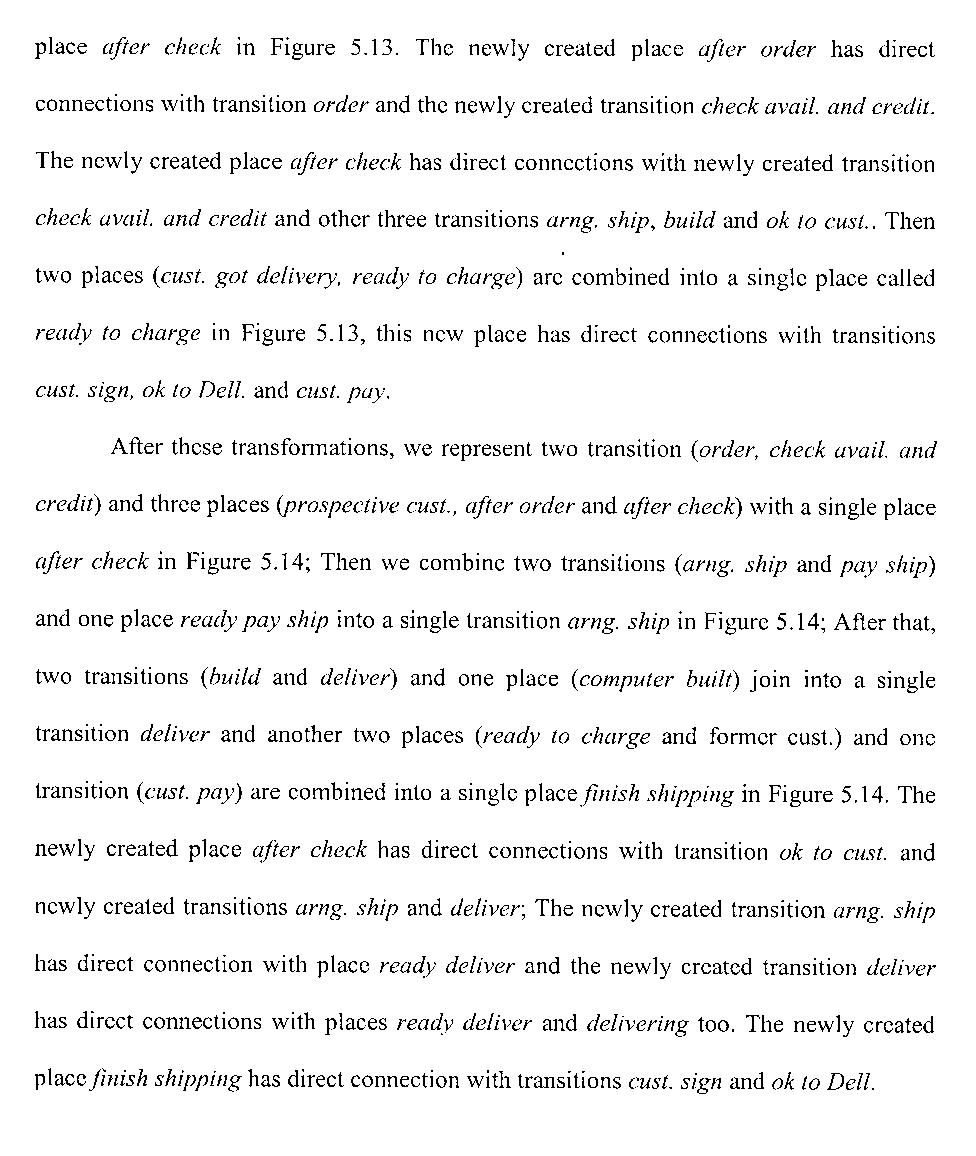 place after check in Figure 5.13. The newly created place after order has direct
connections with transition order and the newly created transition check avail. and credit.
The newly created place after check has direct connections with newly created transition
check avail. and credit and other three transitions arng. ship, build and ok to cust.. Then
two places (cust. got delivery, ready to charge) are combined into a single place called
ready to charge in Figure 5.13, this new place has direct connections with transitions
cust. sign, ok to Dell. and cust. pay.
After these transformations, we represent two transition (order, check avail. and
credit) and three places (prospective cust., after order and after check) with a single place
after check in Figure 5.14; Then we combine two transitions (arng. ship and pay ship)
and one place ready pay ship into a single transition arng. ship in Figure 5.14; After that,
two transitions (build and deliver) and one place (computer built) join into a single
transition deliver and another two places (ready to charge and former cust.) and one
transition (cust. pay) are combined into a single place finish shipping in Figure 5.14. The
newly created place after check has direct connections with transition ok to cust. and
newly created transitions arng. ship and deliver; The newly created transition arng. ship
has direct connection with place ready deliver and the newly created transition deliver
has direct connections with places ready deliver and delivering too. The newly created
place finish shipping has direct connection with transitions cust. sign and ok to Dell.